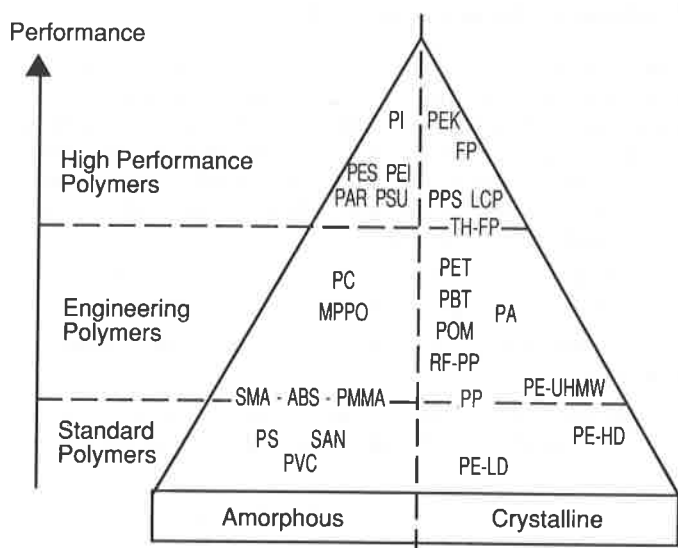 Performance
PI PEK
FP
High Performance
Polymers
PES PEI
PAR PSU PPS LCP
TH-FP
Engineering
Polymers
PC PET
MPPO PBT PA
POM
RF-PP
PE-UHMW
SMA - ABS - PMMA PP
Standard
Polymers
PS SAN PE-HD
PVC PE-LD
Amorphous Crystalline